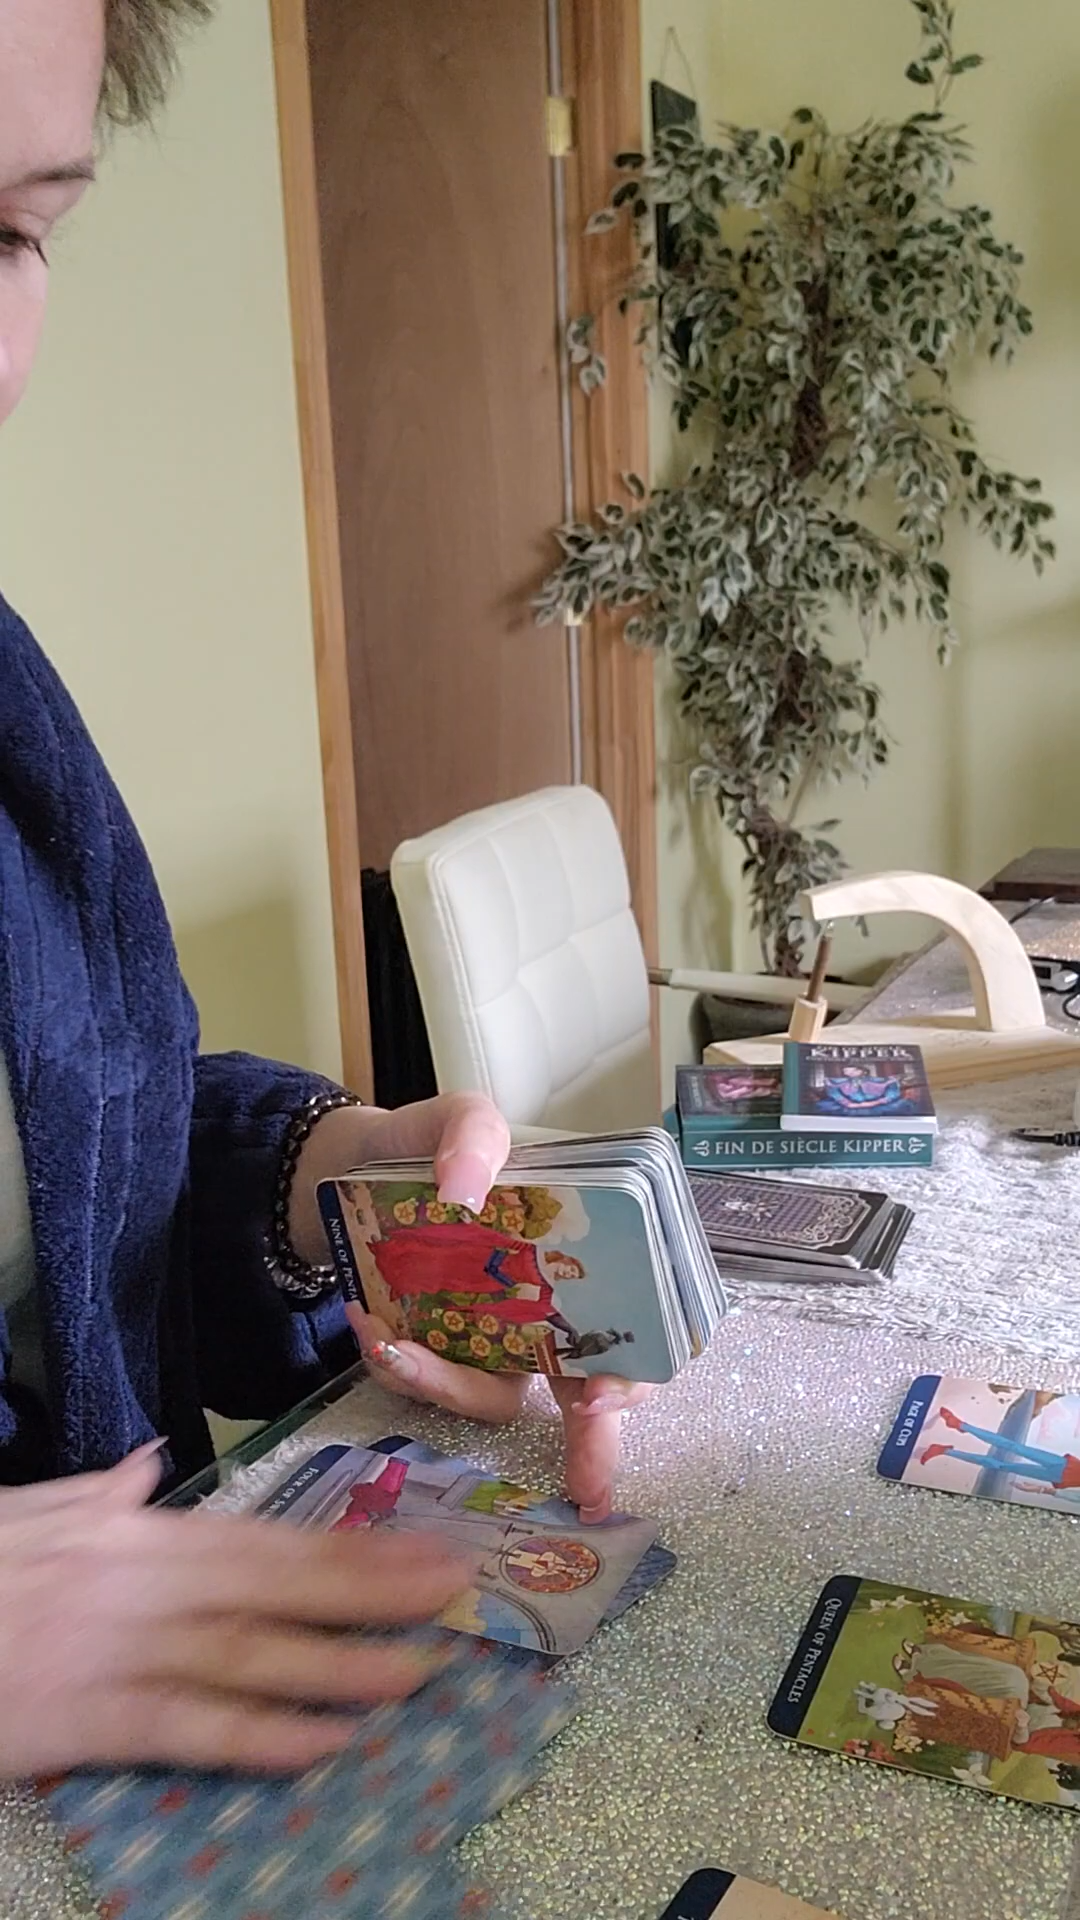 KIPPER
FIN DE SIÈCLE KIPPER
NINE OF PENTA
PAGE OF CUPS
FOUR OF
QUEEN OF PENTACLES